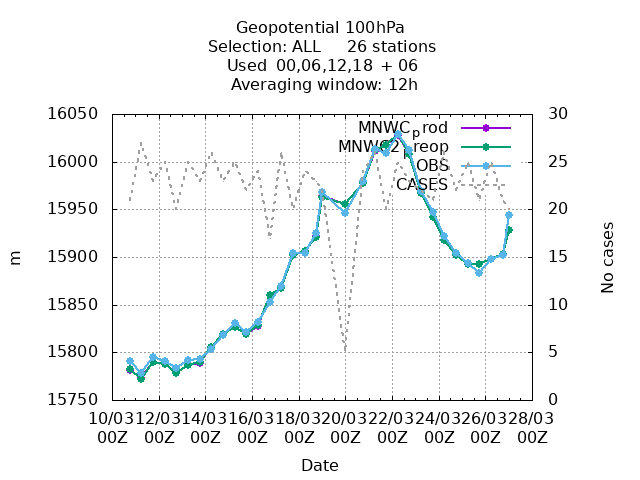 Geopotential 100hPa
Selection: ALL     26 stations
Used  00,06,12,18  + 06
Averaging window: 12h
16050
16000
15950
15900
15850
15800
15750
30
25
20
15
10
5
0
m
No cases
MNWC_prod
MNWC2_preop
OBS
CASES
10/03 12/03 14/03 16/03 18/03 20/03 22/03 24/03 26/03 28/03
00Z 00Z 00Z 00Z 00Z 00Z 00Z 00Z 00Z 00Z
Date